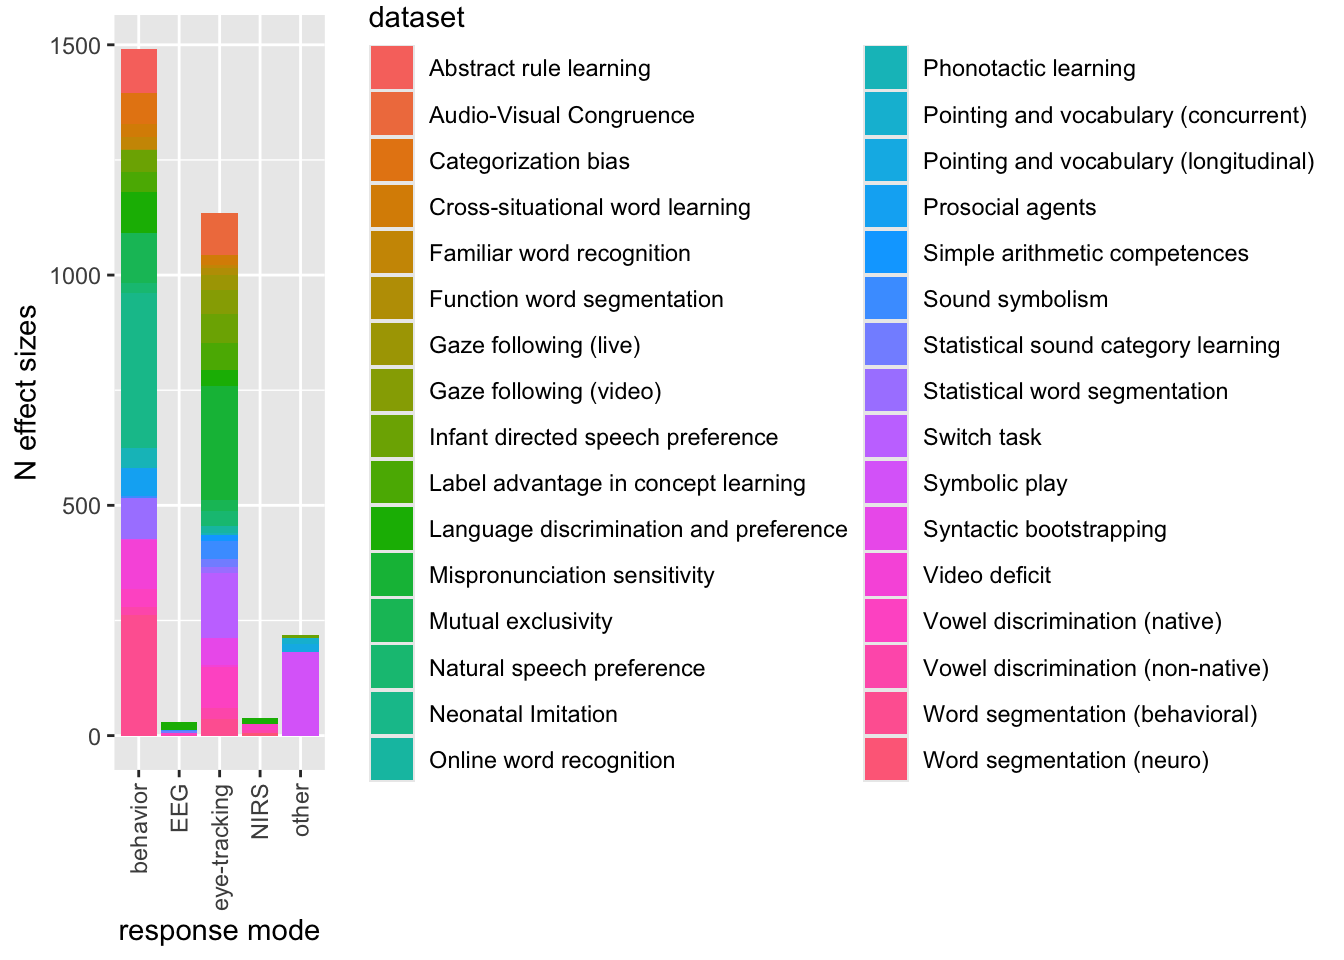 dataset
1500
1000
500
0
N effect sizes
behavior
EEG
eye-tracking
NIRS
other
response mode
Abstract rule learning
Audio-Visual Congruence
Categorization bias
Cross-situational word learning
Familiar word recognition
Function word segmentation
Gaze following (live)
Gaze following (video)
Infant directed speech preference
Label advantage in concept learning
Language discrimination and preference
Mispronunciation sensitivity
Mutual exclusivity
Natural speech preference
Neonatal Imitation
Online word recognition
Phonotactic learning
Pointing and vocabulary (concurrent)
Pointing and vocabulary (longitudinal)
Prosocial agents
Simple arithmetic competences
Sound symbolism
Statistical sound category learning
Statistical word segmentation
Switch task
Symbolic play
Syntactic bootstrapping
Video deficit
Vowel discrimination (native)
Vowel discrimination (non-native)
Word segmentation (behavioral)
Word segmentation (neuro)